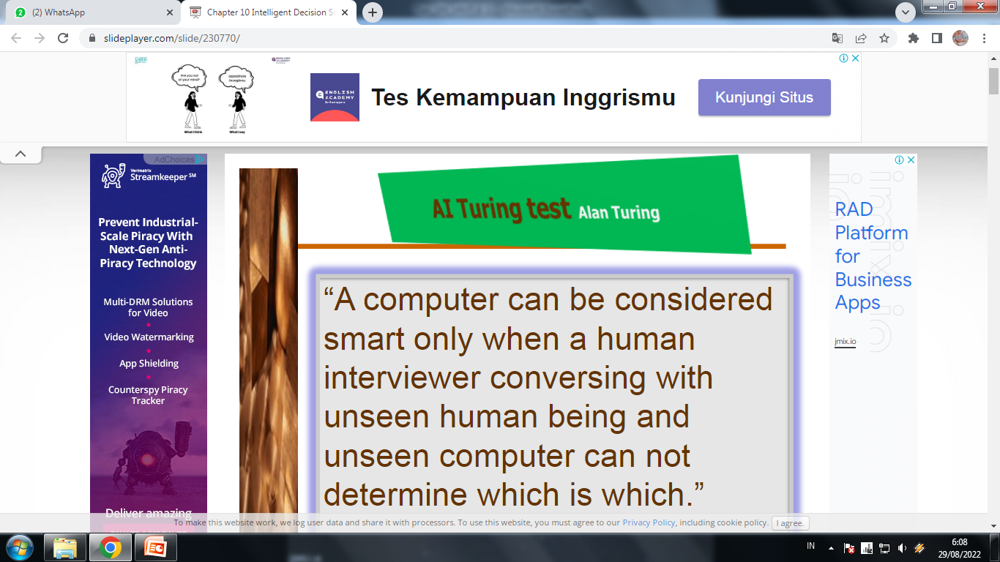 (2) WhatsApp
Chapter 10 Intelligent Decision S
slideplayer.com/slide/230770/
Are you out
of your mind?
What I think
What I say
ENGLISH
ACADEMY
Tes Kemampuan Inggrismu
Kunjungi Situs
AdChoices
Verimatrix
Streamkeeper SM
Prevent Industrial-
Scale Piracy With
Next-Gen Anti-
Piracy Technology
Multi-DRM Solutions
for Video
Video Watermarking
App Shielding
Counterspy Piracy
Tracker
Deliver amazing
AI Turing test Alan Turing
“A computer can be considered
smart only when a human
interviewer conversing with
unseen human being and
unseen computer can not
determine which is which.”
RAD
Platform
for
Business
Apps
jmix.io
To make this website work, we log user data and share it with processors. To use this website, you must agree to our Privacy Policy, including cookie policy.
I agree.
IN
6:08
29/08/2022